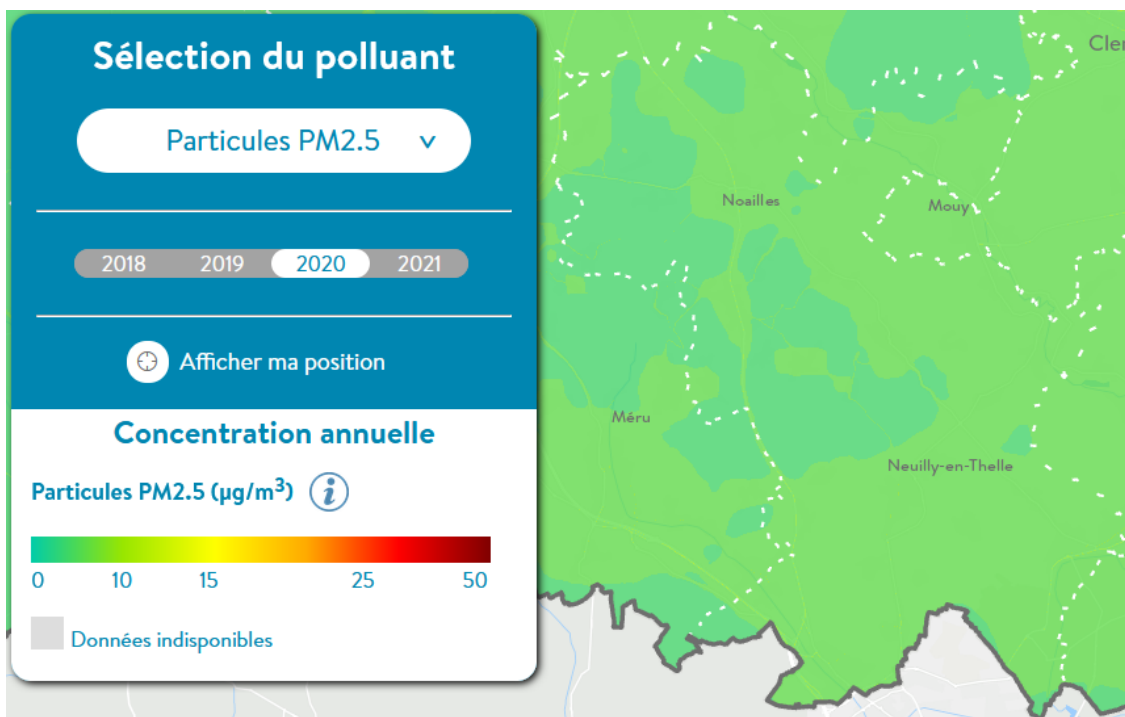 Sélection du polluant
Particules PM2.5
2018 2019 2020 2021
Afficher ma position
Concentration annuelle
Particules PM2.5 (µg/m³) i
0 10 15 25 50
Données indisponibles
Cler
Noailles
Mouy
Méru
Neuilly-en-Thelle